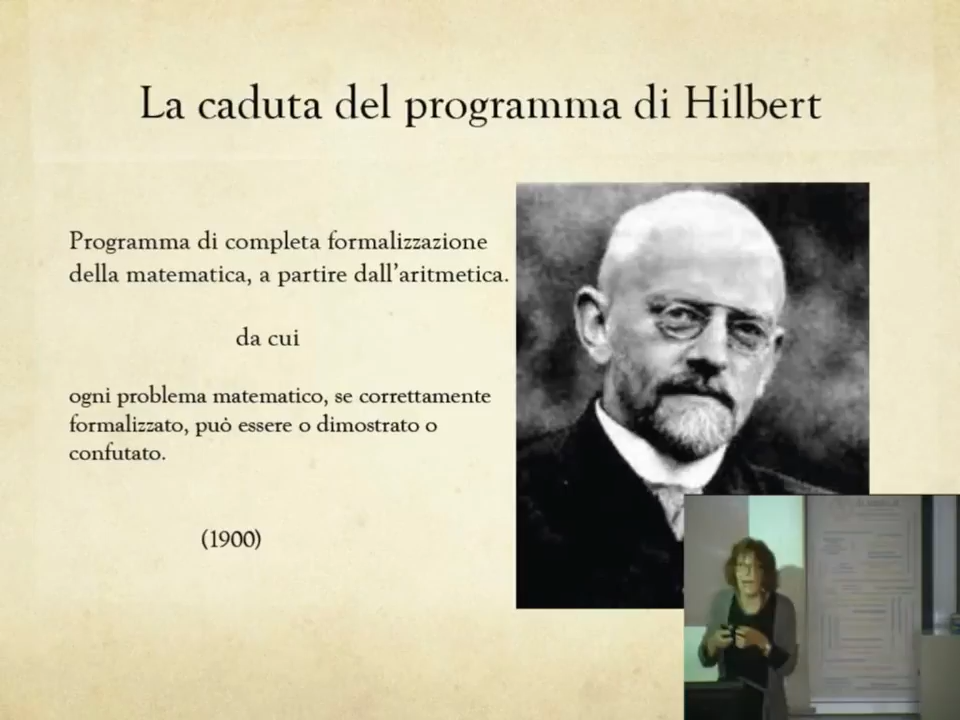 La caduta del programma di Hilbert
Programma di completa formalizzazione
della matematica, a partire dall'aritmetica.
da cui
ogni problema matematico, se correttamente
formalizzato, può essere o dimostrato o
confutato.
(1900)